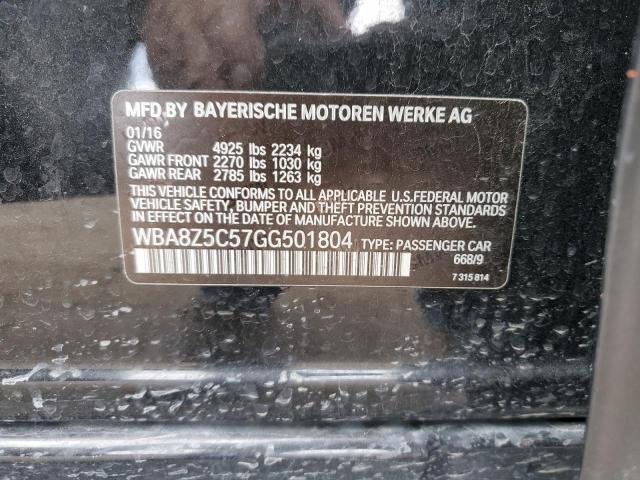 MFD BY BAYERISCHE MOTOREN WERKE AG
01/16
GVWR 4925 lbs 2234 kg
GAWR FRONT 2270 lbs 1030 kg
GAWR REAR 2785 lbs 1263 kg
THIS VEHICLE CONFORMS TO ALL APPLICABLE U.S.FEDERAL MOTOR
VEHICLE SAFETY, BUMPER, AND THEFT PREVENTION STANDARDS
IN EFFECT ON THE DATE OF MANUFACTURE SHOWN ABOVE.
WBA8Z5C57GG501804 TYPE: PASSENGER CAR
668/9
7 315 814